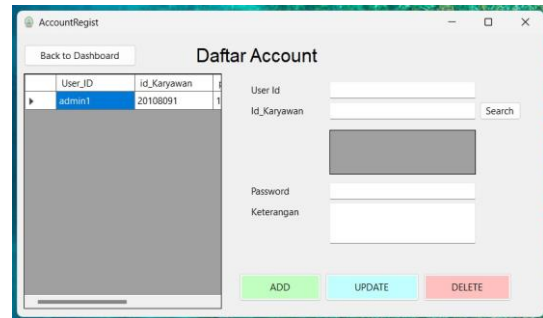 AccountRegist
Back to Dashboard
Daftar Account
User_ID id_Karyawan p
admin1 20108091 1
User Id
Id_Karyawan
Search
Password
Keterangan
ADD UPDATE DELETE